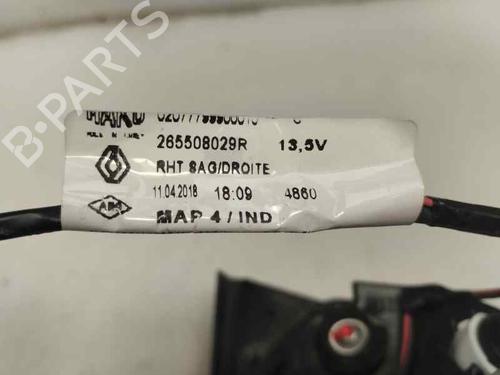 265508029R 13,5V
RHT SAG/DROITE
11.04.2018 18:09 4860
MAP 4 / IND
B-PARTS